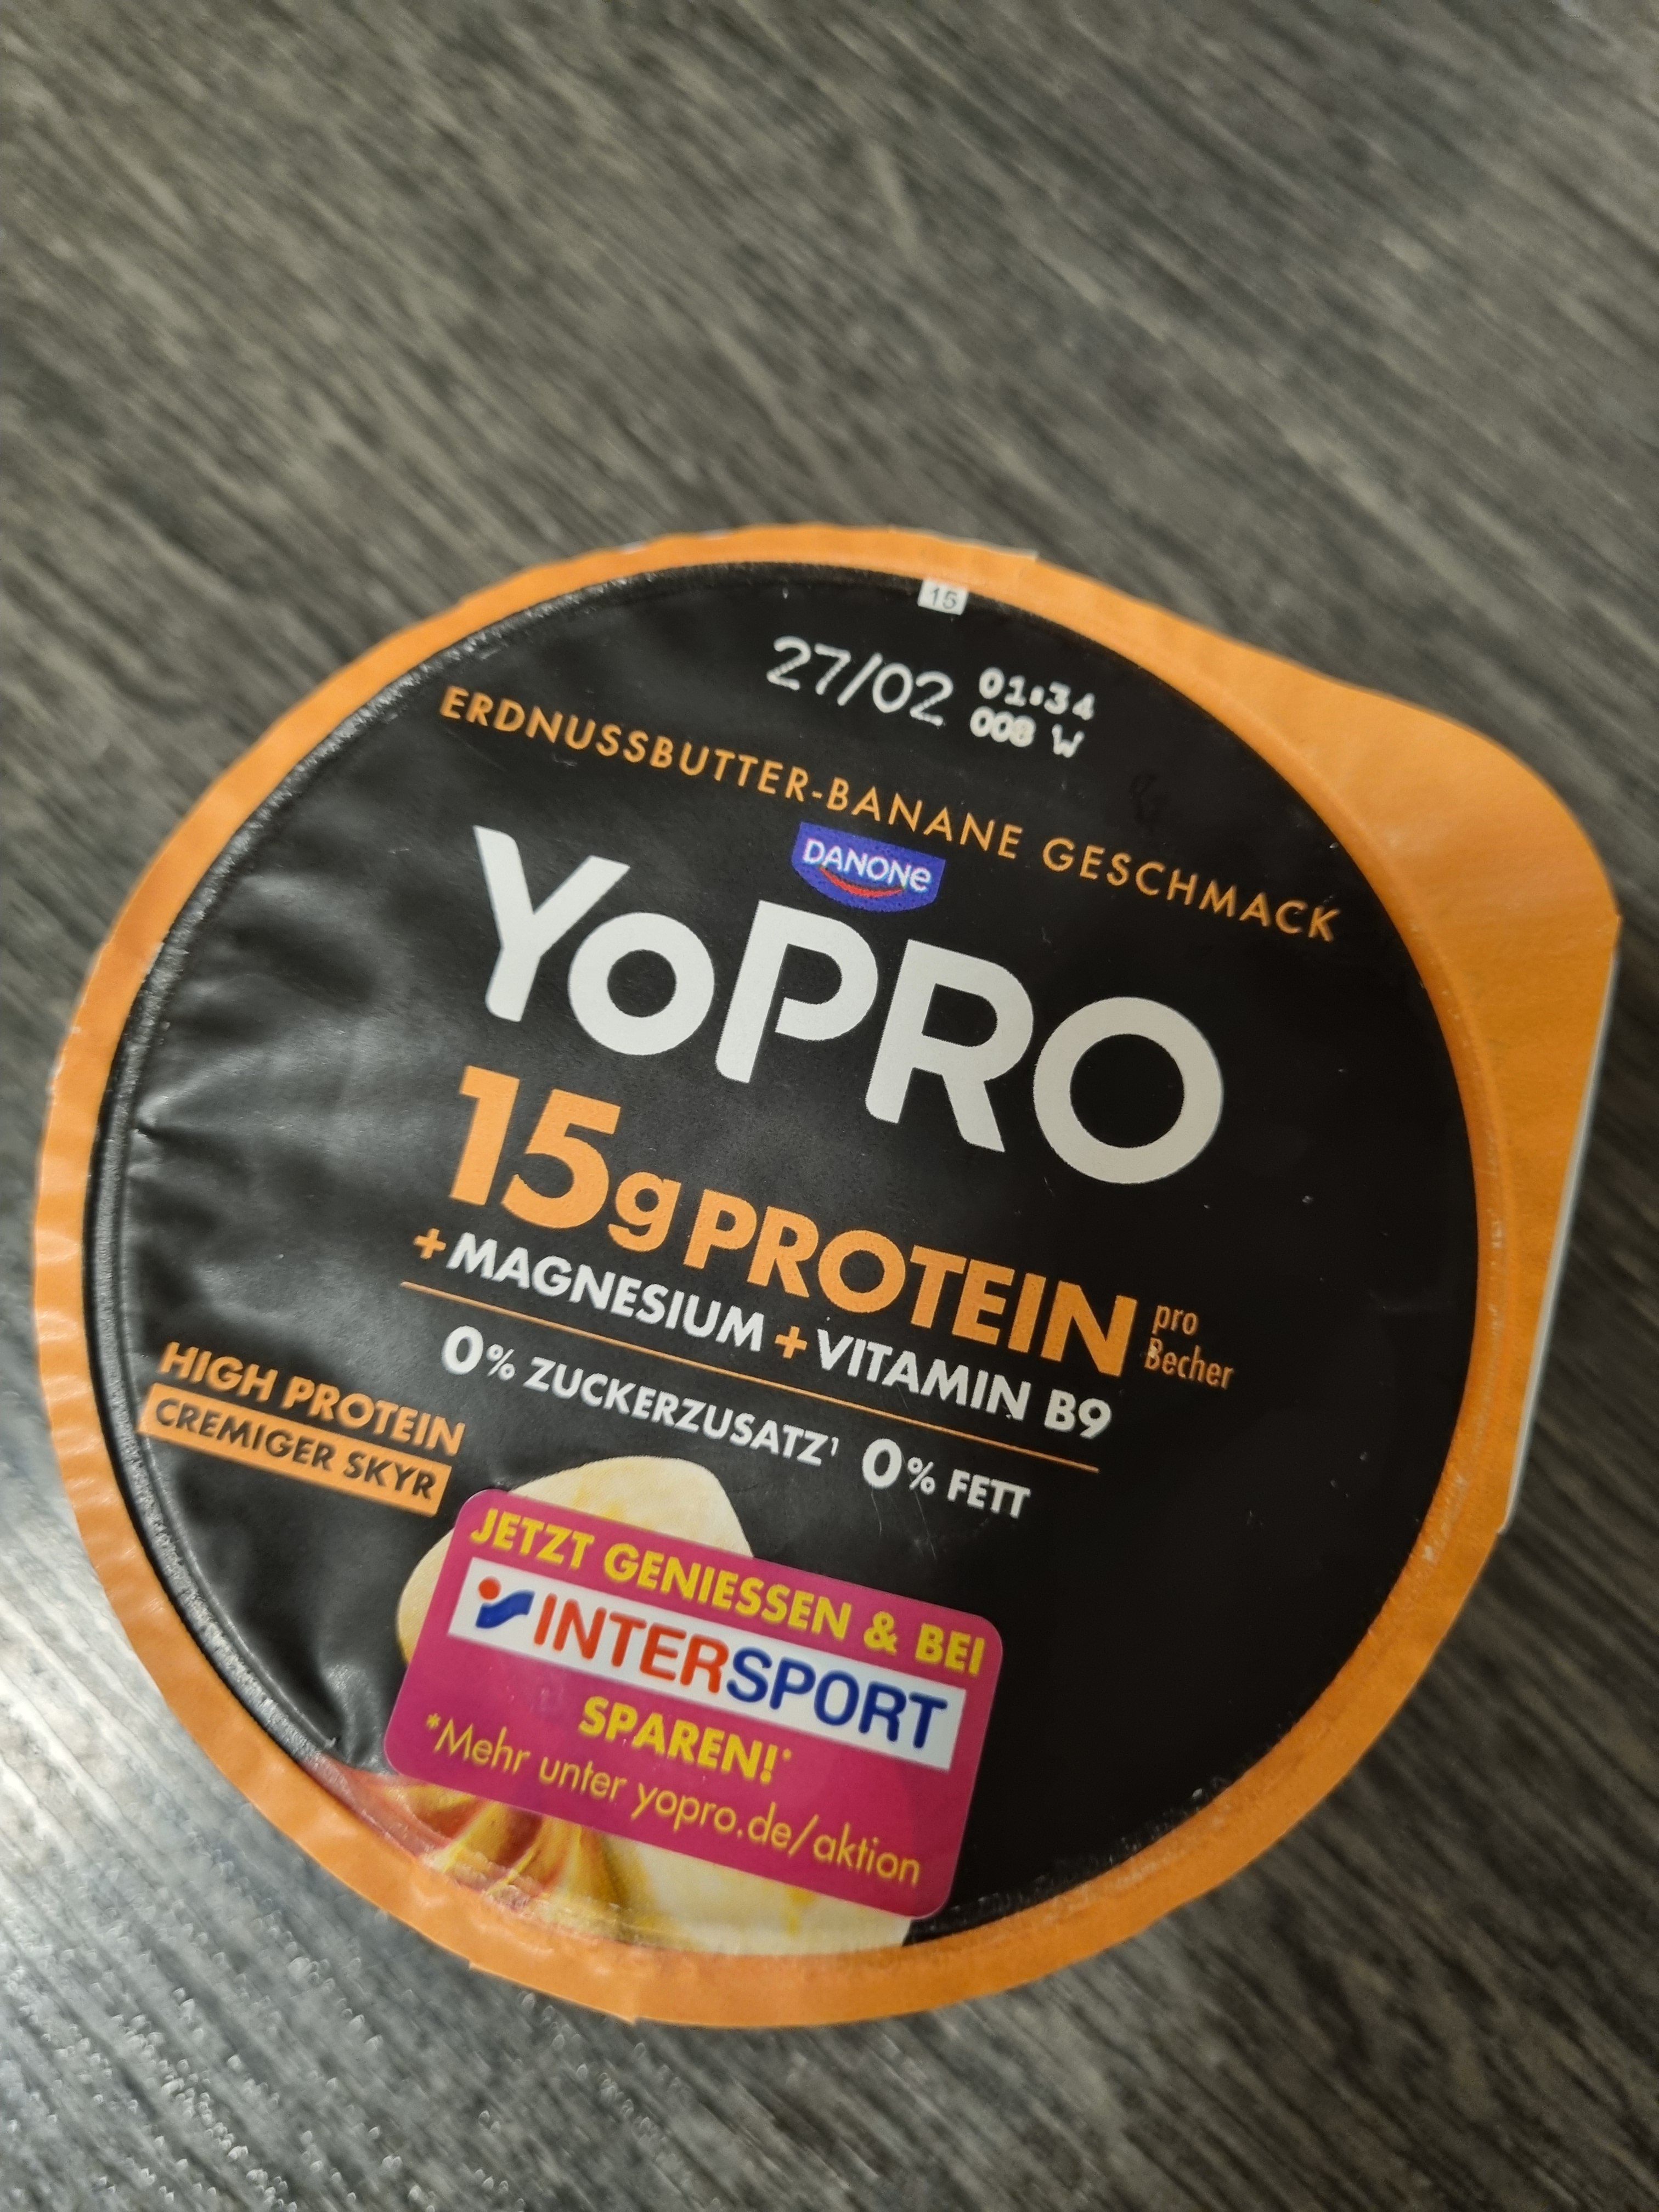 15
27/02 01:34
008 W
ERDNUSSBUTTER-BANANE GESCHMACK
DANONE
YoPRO
15g PROTEIN pro Becher
+ MAGNESIUM + VITAMIN B9
0% ZUCKERZUSATZ¹ 0% FETT
HIGH PROTEIN
CREMIGER SKYR
JETZT GENIESSEN & BEI
INTERSPORT
SPAREN!*
*Mehr unter yopro.de/aktion